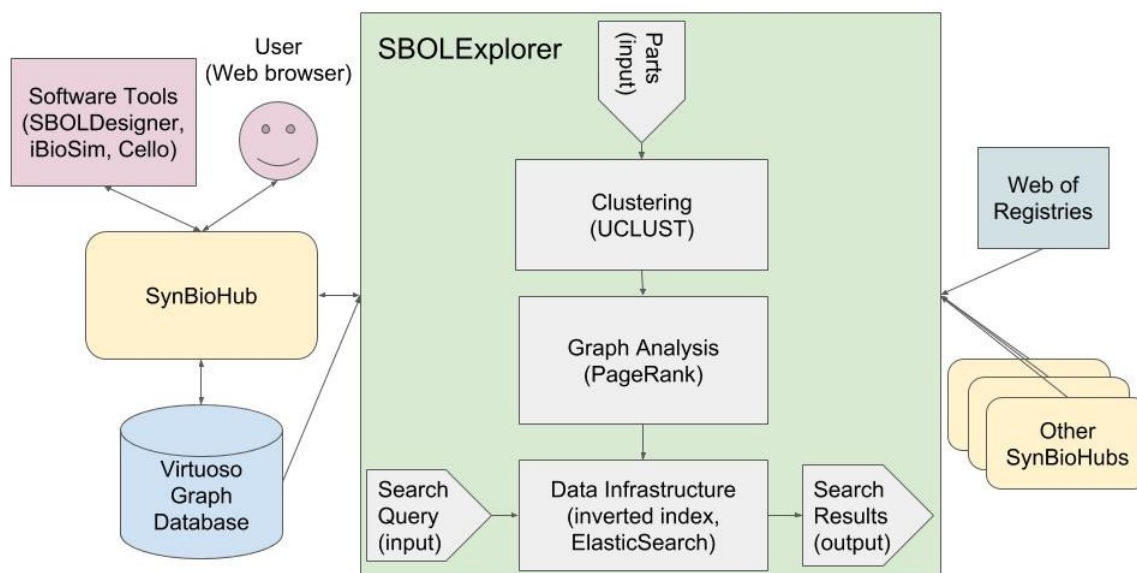 User
(Web browser)
Software Tools
(SBOLDesigner,
iBioSim, Cello)
SynBioHub
Virtuoso
Graph
Database
SBOLExplorer
Parts
(input)
Clustering
(UCLUST)
Graph Analysis
(PageRank)
Search
Query
(input)
Data Infrastructure
(inverted index,
ElasticSearch)
Search
Results
(output)
Web of
Registries
Other
SynBioHubs